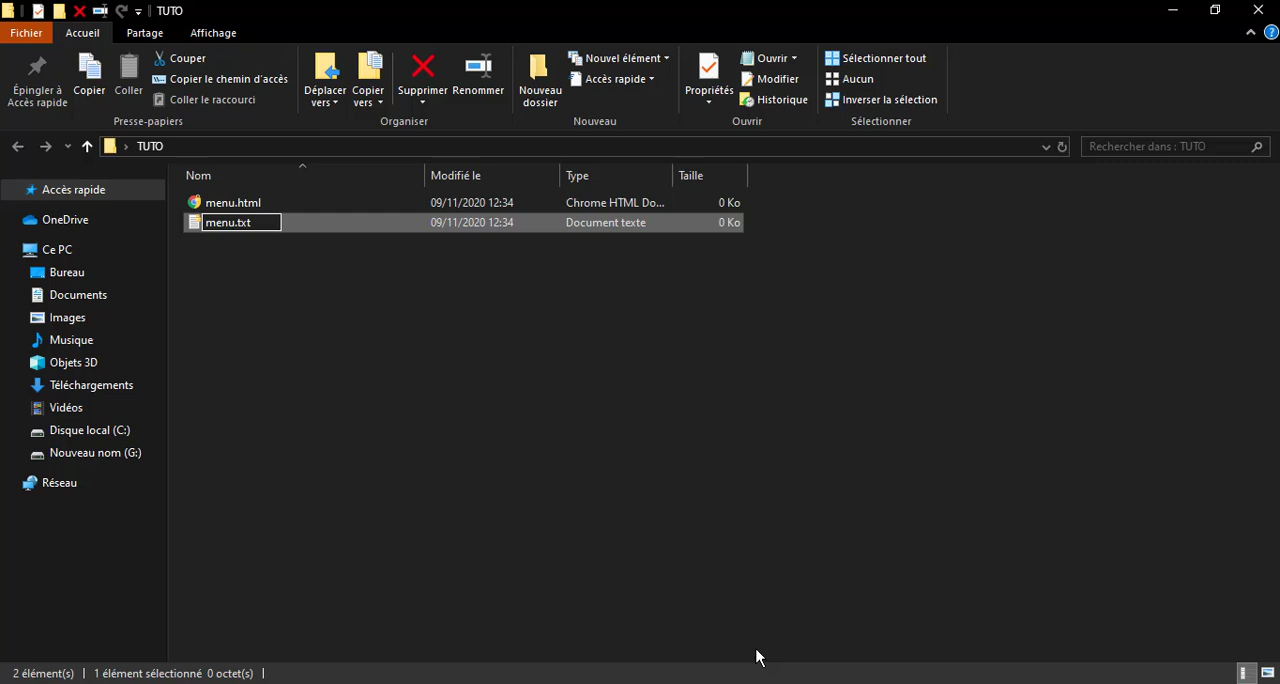 TUTO
Fichier
Accueil
Partage
Affichage
Épingler à
Accès rapide
Copier
Coller
Couper
Copier le chemin d'accès
Coller le raccourci
Presse-papiers
Déplacer
vers
Copier
vers
Supprimer
Renommer
Organiser
Nouveau
dossier
Nouvel élément
Accès rapide
Nouveau
Propriétés
Ouvrir
Modifier
Historique
Ouvrir
Sélectionner tout
Aucun
Inverser la sélection
Sélectionner
TUTO
Rechercher dans : TUTO
Nom
Modifié le
Type
Taille
menu.html 09/11/2020 12:34 Chrome HTML Do... 0 Ko
menu.txt 09/11/2020 12:34 Document texte 0 Ko
Accès rapide
OneDrive
Ce PC
Bureau
Documents
Images
Musique
Objets 3D
Téléchargements
Vidéos
Disque local (C:)
Nouveau nom (G:)
Réseau
2 élément(s) 1 élément sélectionné 0 octet(s)